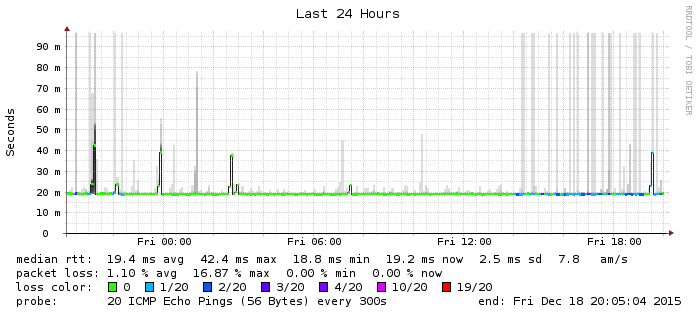 Last 24 Hours
RRDTOOL / TOBI OETIKER
Seconds
90 m
80 m
70 m
60 m
50 m
40 m
30 m
20 m
10 m
0
Fri 00:00 Fri 06:00 Fri 12:00 Fri 18:00
median rtt: 19.4 ms avg 42.4 ms max 18.8 ms min 19.2 ms now 2.5 ms sd 7.8 am/s
packet loss: 1.10 % avg 16.87 % max 0.00 % min 0.00 % now
loss color: 0 1/20 2/20 3/20 4/20 10/20 19/20
probe: 20 ICMP Echo Pings (56 Bytes) every 300s end: Fri Dec 18 20:05:04 2015